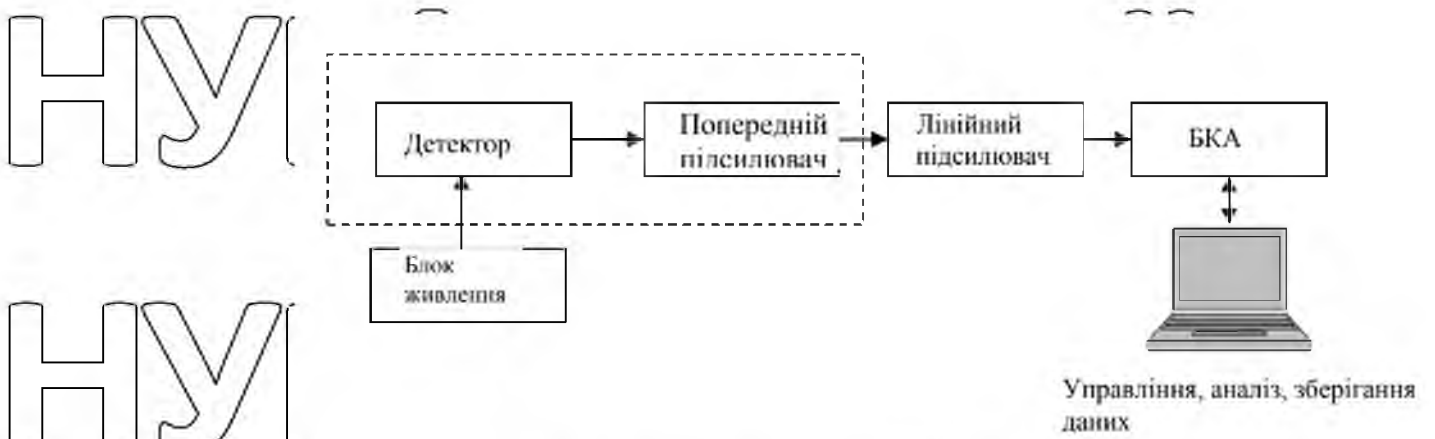 НУ
Детектор
Попередній
підсилювач
Лінійний
підсилювач
БКА
Блок
живлення
НУ
Управління, аналіз, зберігання
даних